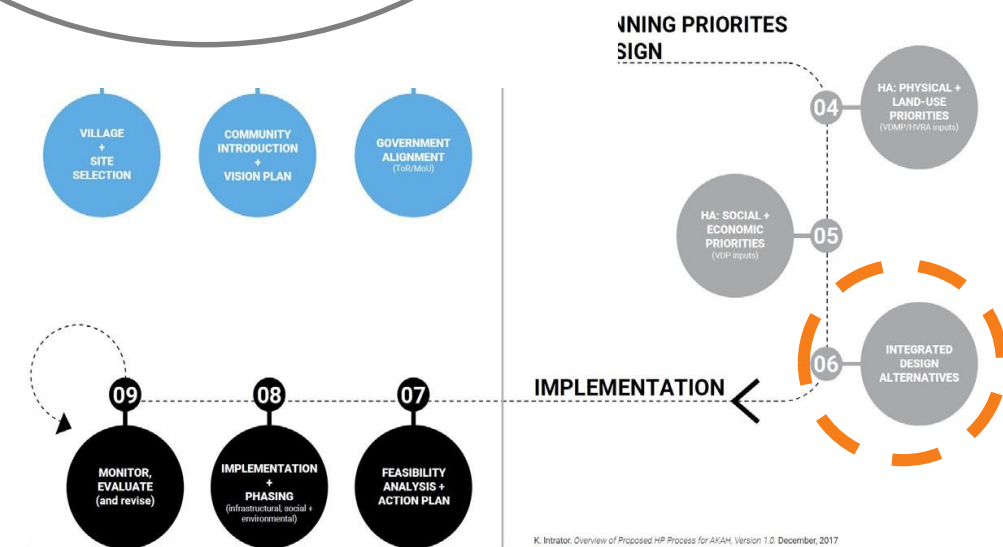 NNING PRIORITES
SIGN
04
HA: PHYSICAL +
LAND-USE
PRIORITIES
(VDMP/HVRA inputs)
VILLAGE
+
SITE
SELECTION
COMMUNITY
INTRODUCTION
+
VISION PLAN
GOVERNMENT
ALIGNMENT
(ToR/MoU)
HA: SOCIAL +
ECONOMIC
PRIORITIES
(VDP inputs)
05
06
INTEGRATED
DESIGN
ALTERNATIVES
IMPLEMENTATION
09
08
07
MONITOR,
EVALUATE
(and revise)
IMPLEMENTATION
+
PHASING
(infrastructural, social +
environmental)
FEASIBILITY
ANALYSIS +
ACTION PLAN
K. Intrator. Overview of Proposed HP Process for AKAH, Version 1.0. December, 2017